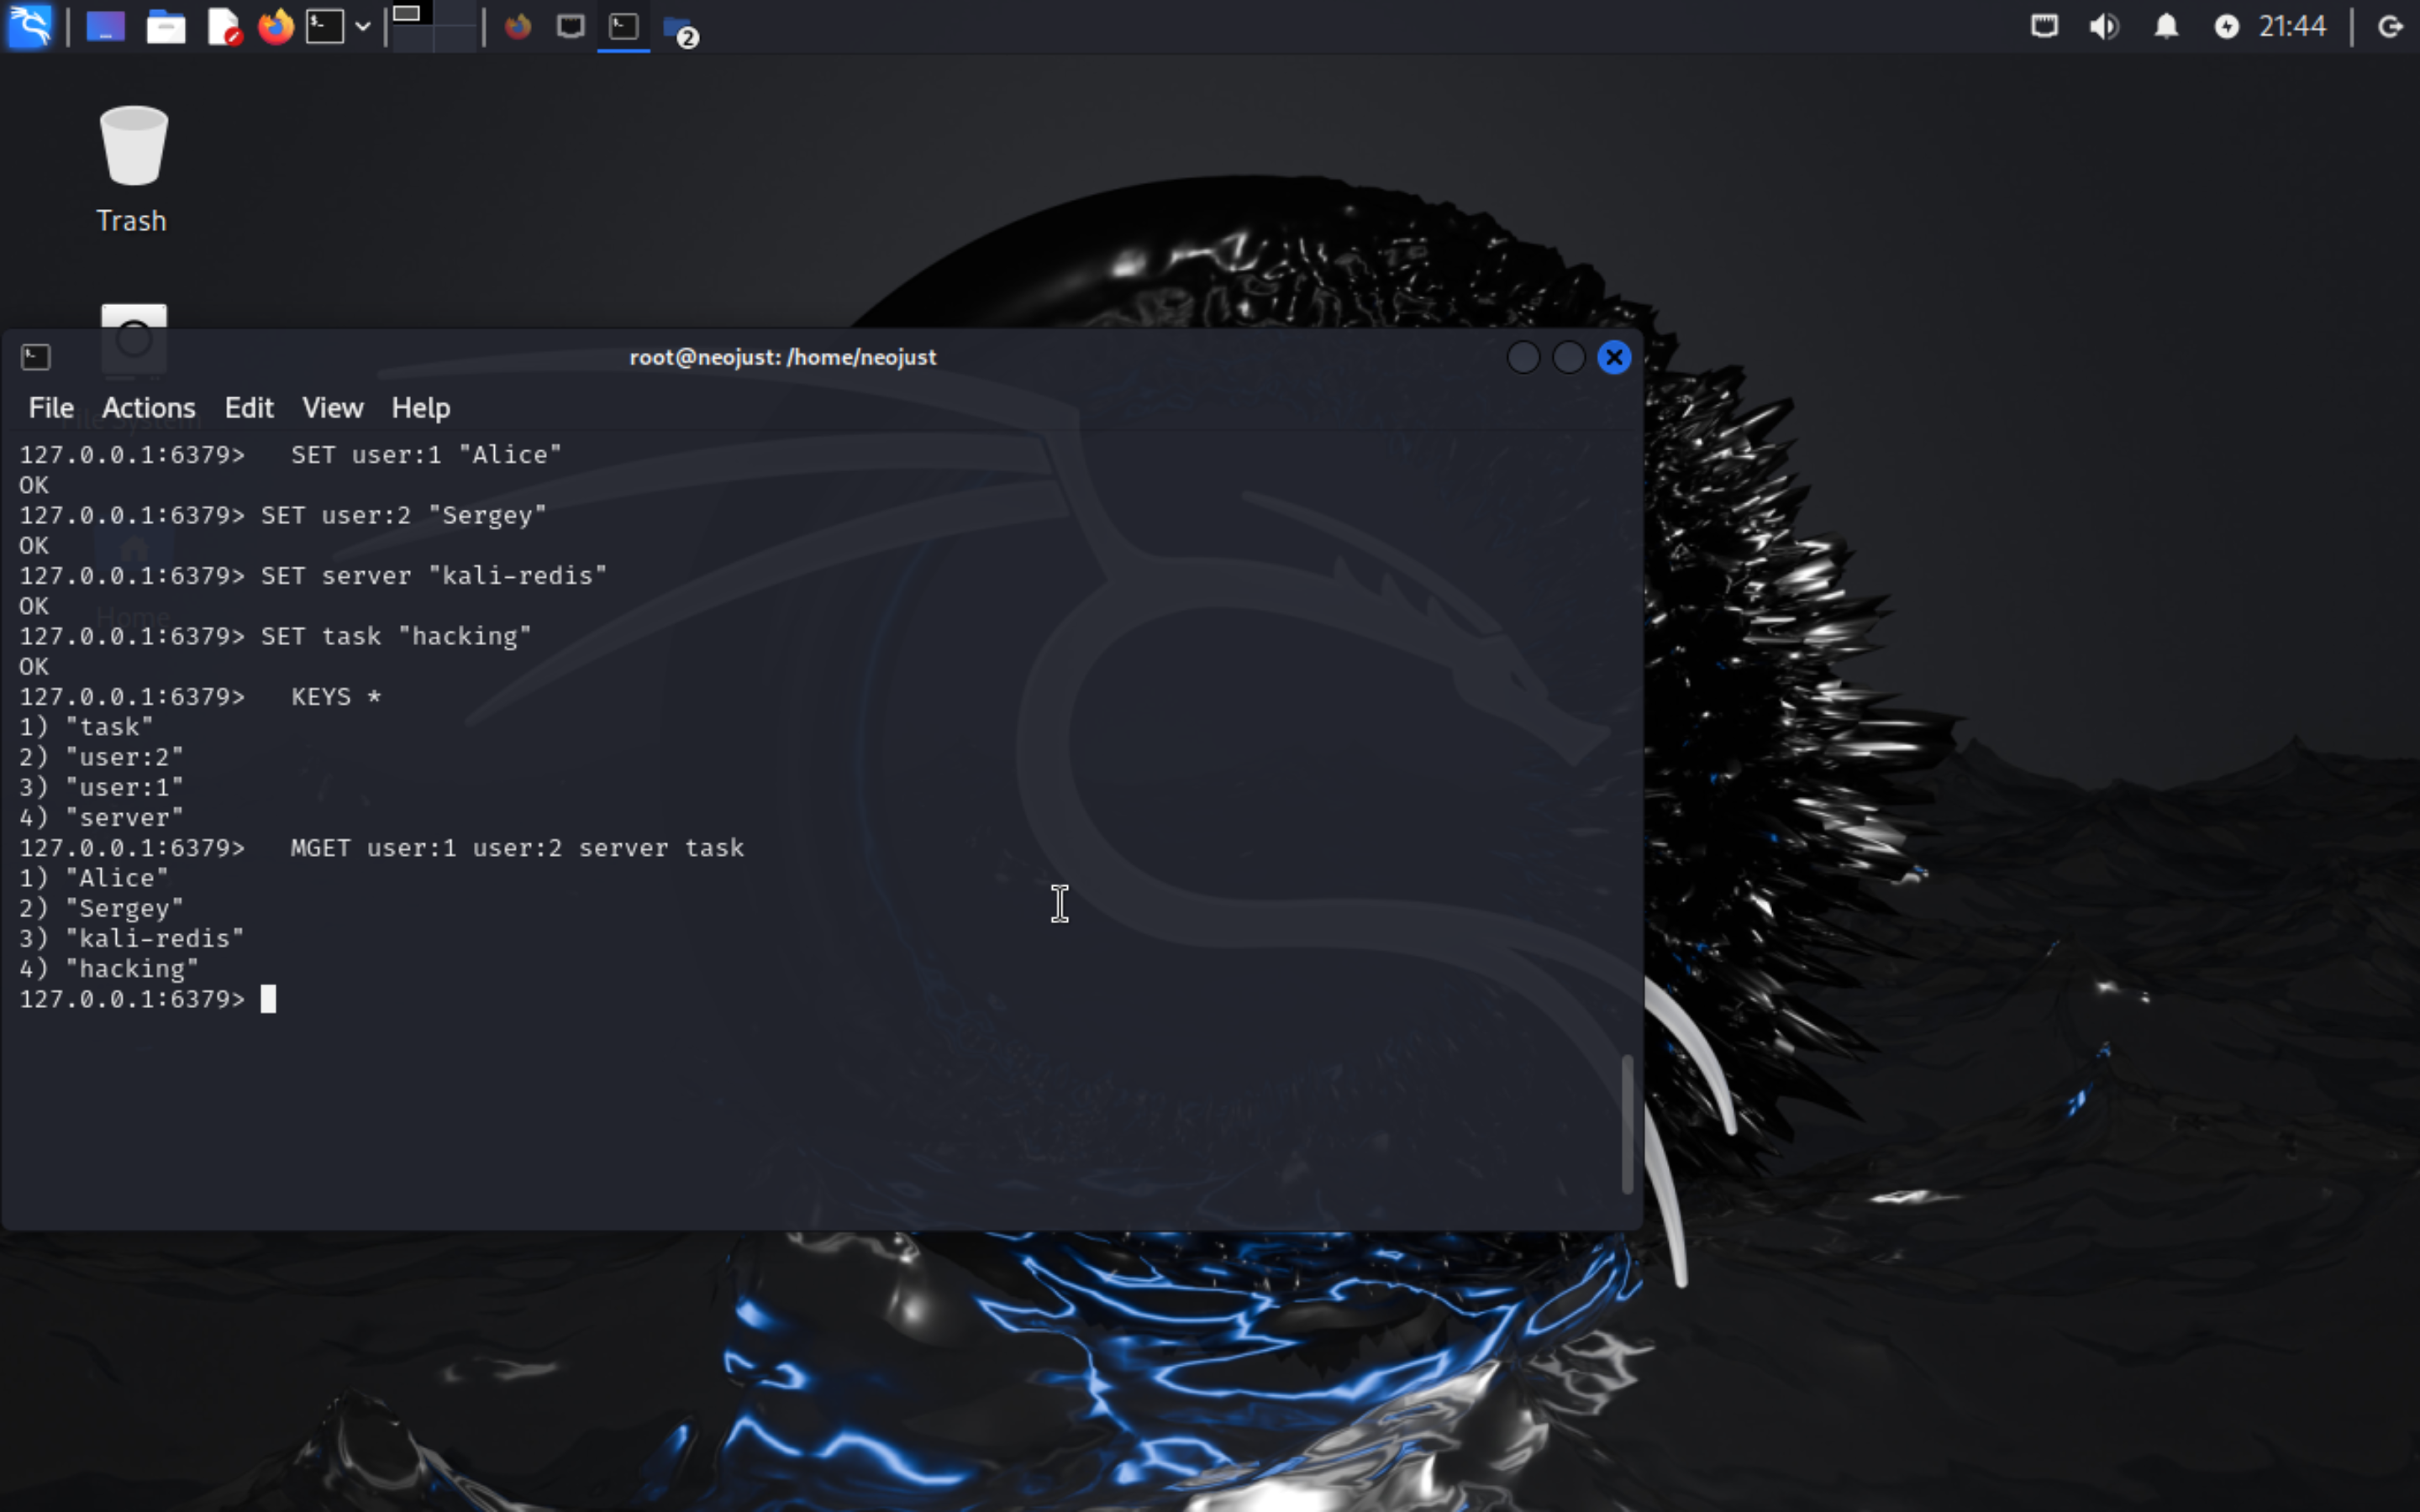 21:44
2
Trash
root@neojust: /home/neojust
File Actions Edit View Help
File System
127.0.0.1:6379>   SET user:1 "Alice"
OK
127.0.0.1:6379> SET user:2 "Sergey"
OK
127.0.0.1:6379> SET server "kali-redis"
OK
Home
127.0.0.1:6379> SET task "hacking"
OK
127.0.0.1:6379>   KEYS *
1) "task"
2) "user:2"
3) "user:1"
4) "server"
127.0.0.1:6379>   MGET user:1 user:2 server task
1) "Alice"
2) "Sergey"
3) "kali-redis"
4) "hacking"
127.0.0.1:6379>